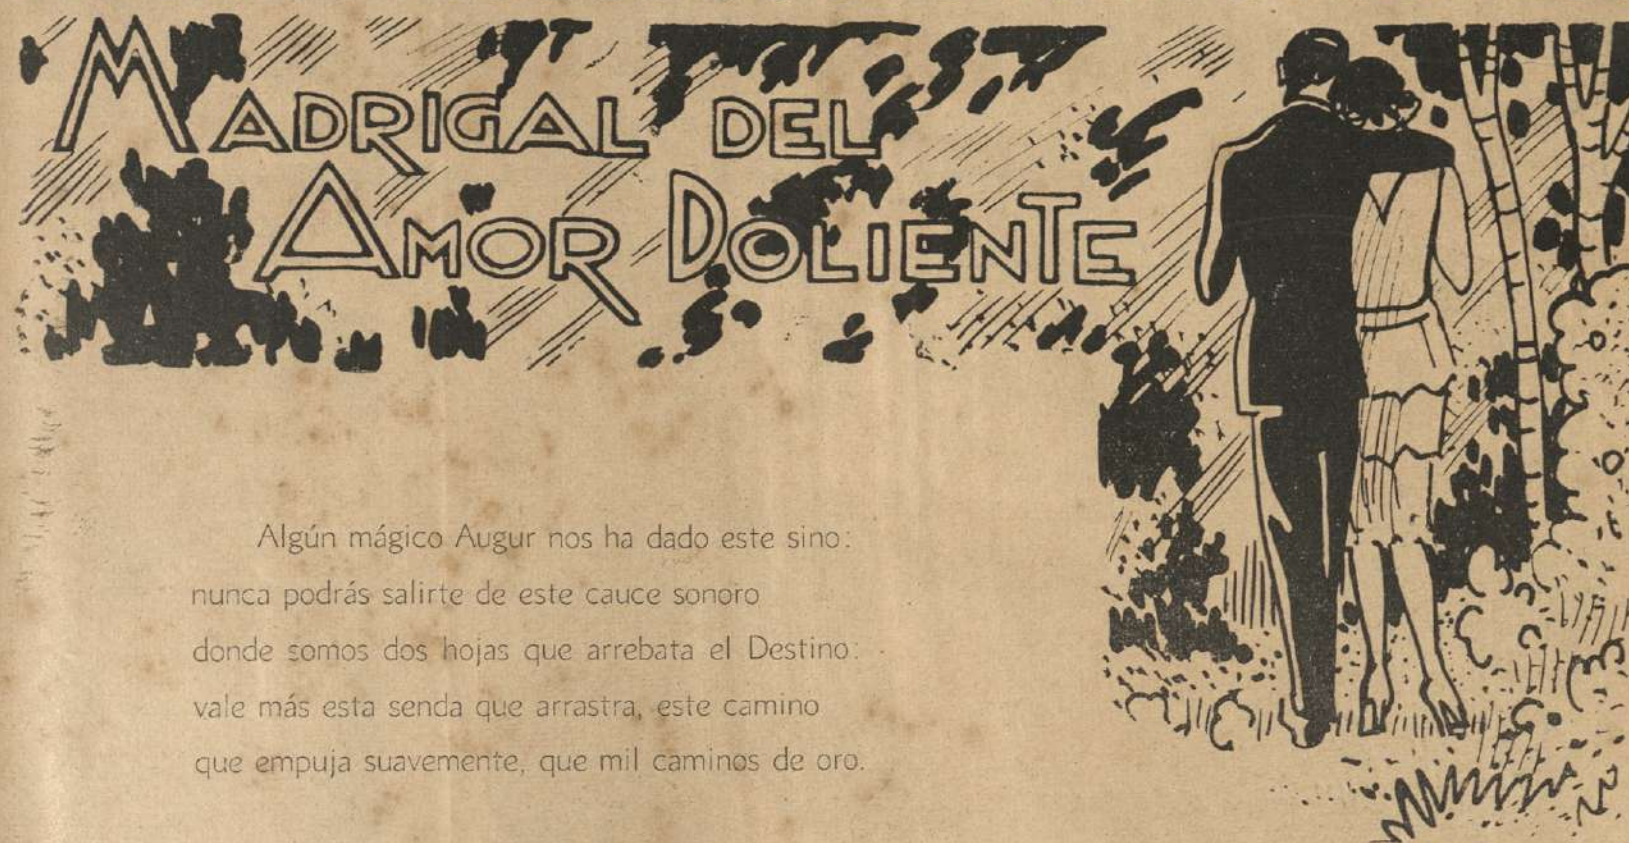 MADRIGAL DEL
AMOR DOLIENTE
Algún mágico Augur nos ha dado este sino:
nunca podrás salirte de este cauce sonoro
donde somos dos hojas que arrebata el Destino:
vale más esta senda que arrastra, este camino
que empuja suavemente, que mil caminos de oro.